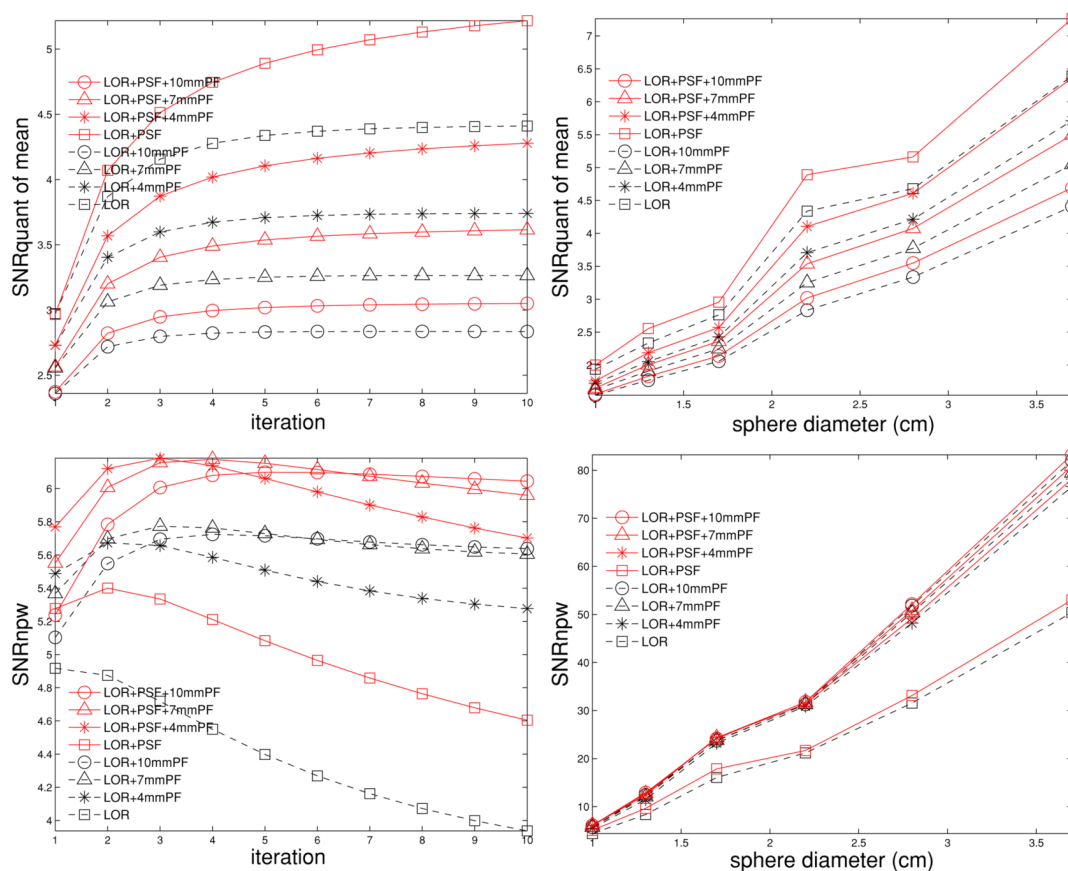 SNRquant of mean
5
4.5
4
3.5
3
2.5
LOR+PSF+10mmPF
LOR+PSF+7mmPF
LOR+PSF+4mmPF
LOR+PSF
LOR+10mmPF
LOR+7mmPF
LOR+4mmPF
LOR
1 2 3 4 5 6 7 8 9 10
iteration
SNRquant of mean
7
6.5
6
5.5
5
4.5
4
3.5
3
2.5
2
LOR+PSF+10mmPF
LOR+PSF+7mmPF
LOR+PSF+4mmPF
LOR+PSF
LOR+10mmPF
LOR+7mmPF
LOR+4mmPF
LOR
1 1.5 2 2.5 3 3.5
sphere diameter (cm)
SNRnpw
6
5.8
5.6
5.4
5.2
5
4.8
4.6
4.4
4.2
4
LOR+PSF+10mmPF
LOR+PSF+7mmPF
LOR+PSF+4mmPF
LOR+PSF
LOR+10mmPF
LOR+7mmPF
LOR+4mmPF
LOR
1 2 3 4 5 6 7 8 9 10
iteration
SNRnpw
80
70
60
50
40
30
20
10
LOR+PSF+10mmPF
LOR+PSF+7mmPF
LOR+PSF+4mmPF
LOR+PSF
LOR+10mmPF
LOR+7mmPF
LOR+4mmPF
LOR
1 1.5 2 2.5 3 3.5
sphere diameter (cm)